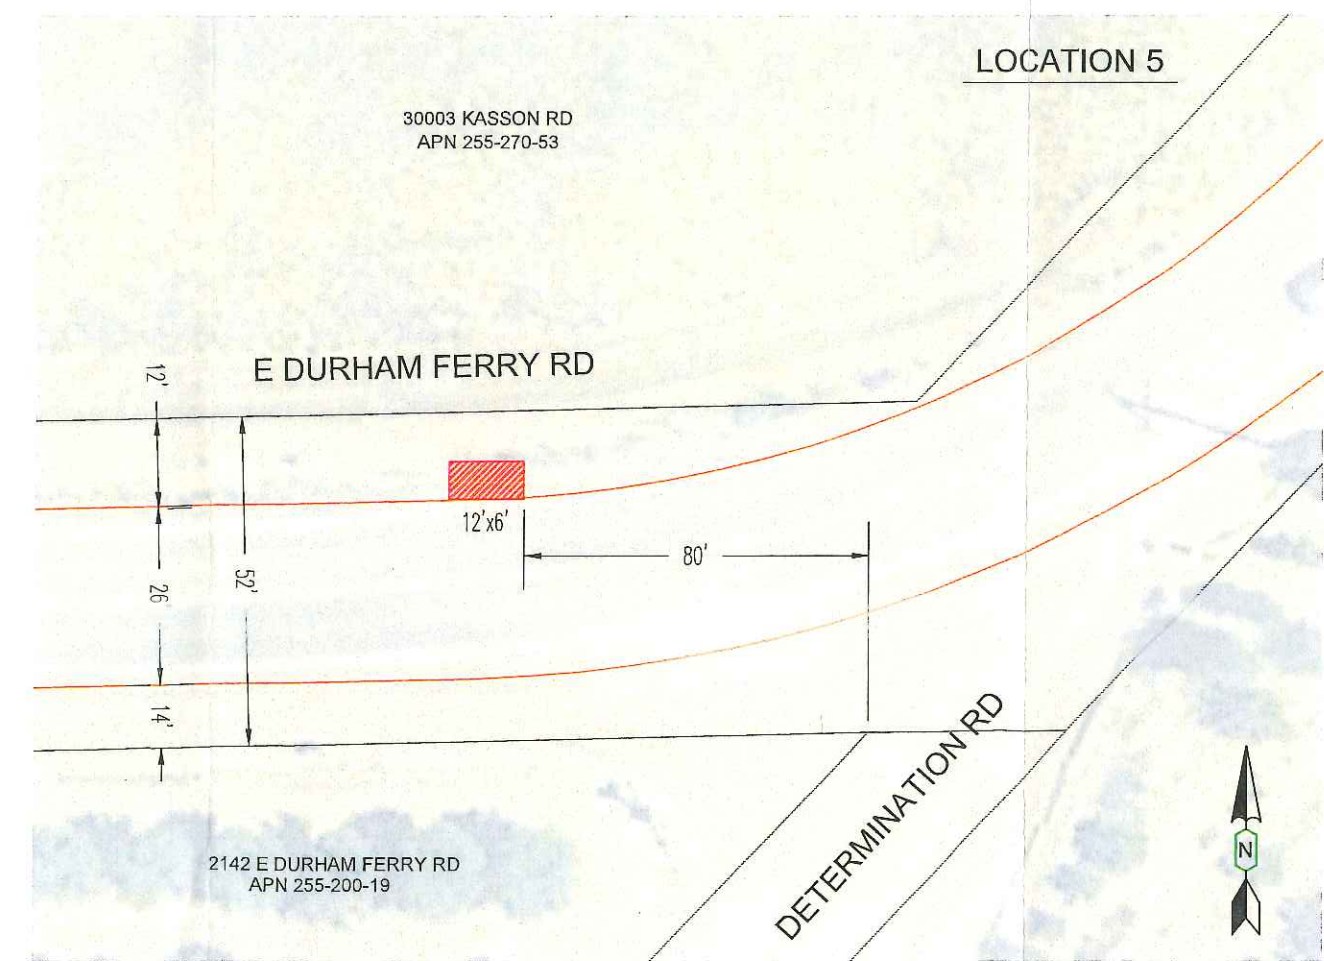 LOCATION 5
30003 KASSON RD
APN 255-270-53
E DURHAM FERRY RD
12'
12'x6'
80'
26
52'
14'
DETERMINATION RD
2142 E DURHAM FERRY RD
APN 255-200-19
N